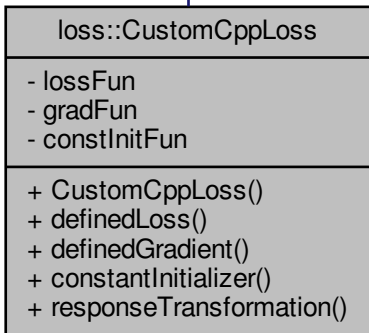 loss::CustomCppLoss
- lossFun
- gradFun
- constInitFun
+ CustomCppLoss()
+ definedLoss()
+ definedGradient()
+ constantInitializer()
+ responseTransformation()